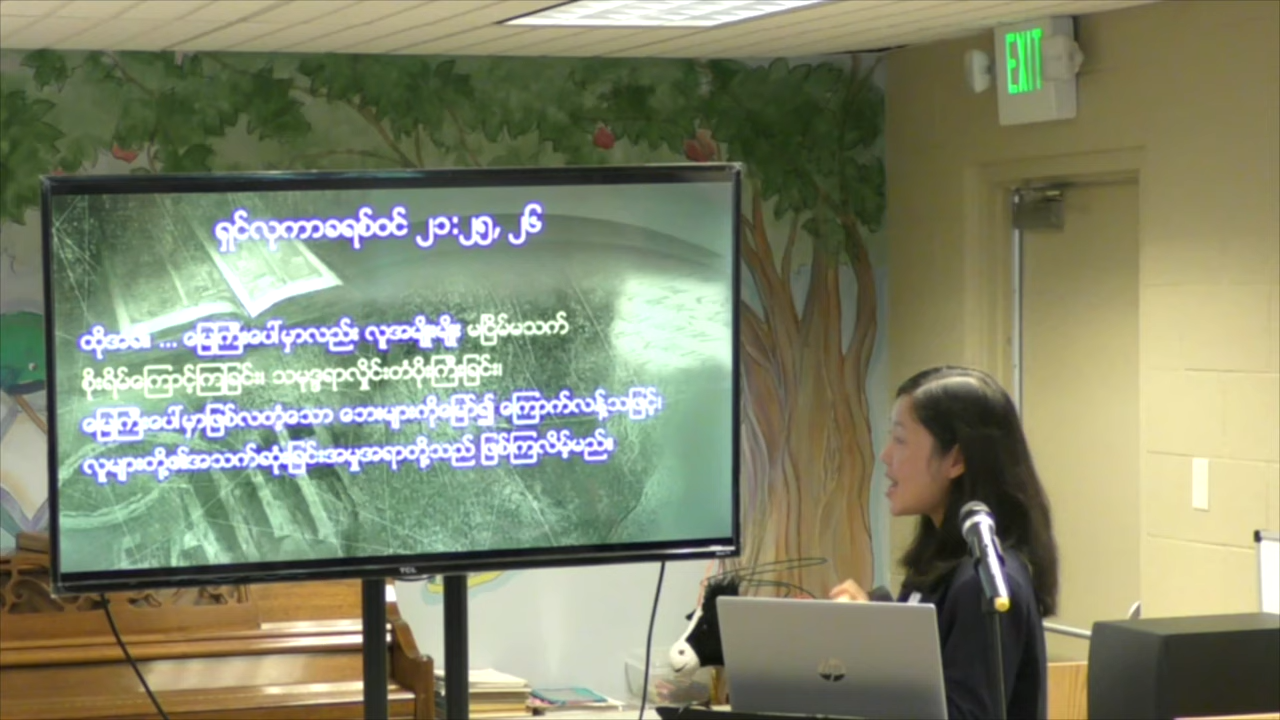 EXIT
ရှင်လုကာခရစ်ဝင် ၂၁:၂၅, ၂၆
ထိုအခါ ... မြေကြီးပေါ်မှာလည်း လူအမျိုးမျိုး မငြိမ်မသက်
စိုးရိမ်ကြောင့်ကြခြင်း၊ သမုဒ္ဒရာလှိုင်းတံပိုးကြီးခြင်း၊
မြေကြီးပေါ်မှာဖြစ်လတံ့သော ဘေးများကိုမြော်၍ ကြောက်လန့်သဖြင့်၊
လူများတို့၏အသက်ဆုံးခြင်းအမှုအရာတို့သည် ဖြစ်ကြလိမ့်မည်။
TCL
hp